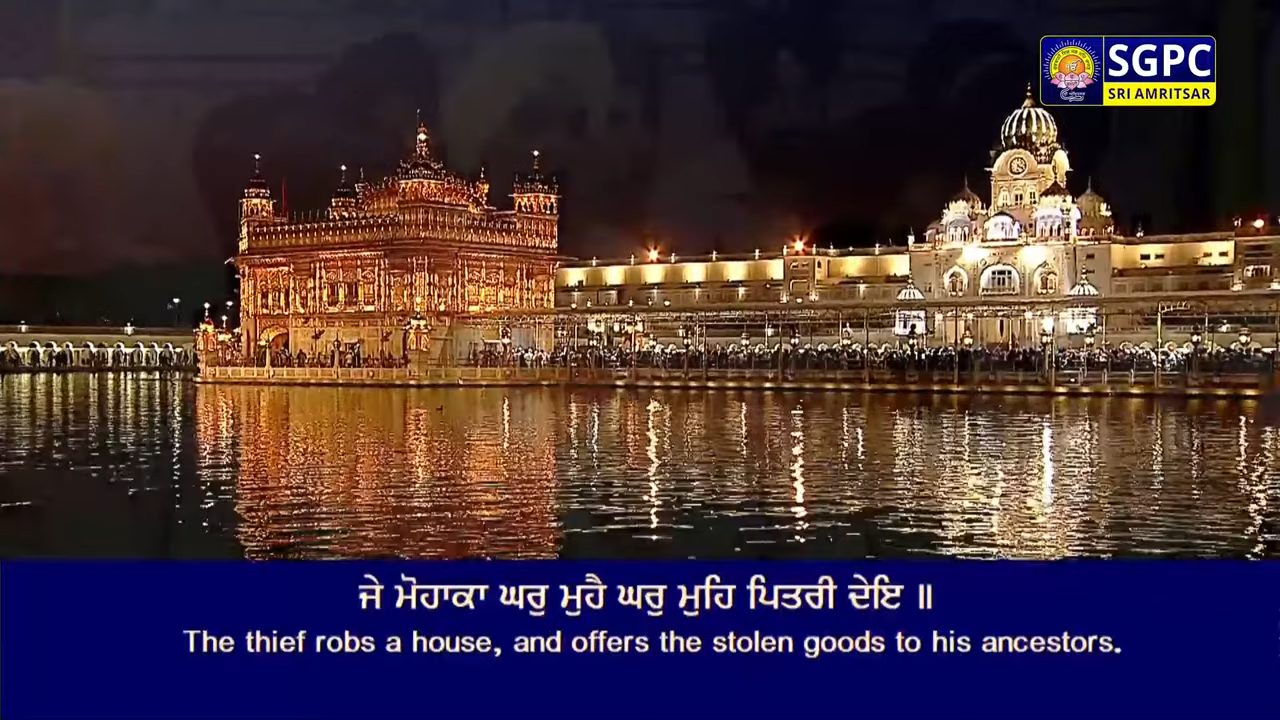 SGPC
SRI AMRITSAR
ਜੇ ਮੋਹਾਕਾ ਘਰੁ ਮੁਹੈ ਘਰੁ ਮੁਹਿ ਪਿਤਰੀ ਦੇਇ ॥
The thief robs a house, and offers the stolen goods to his ancestors.